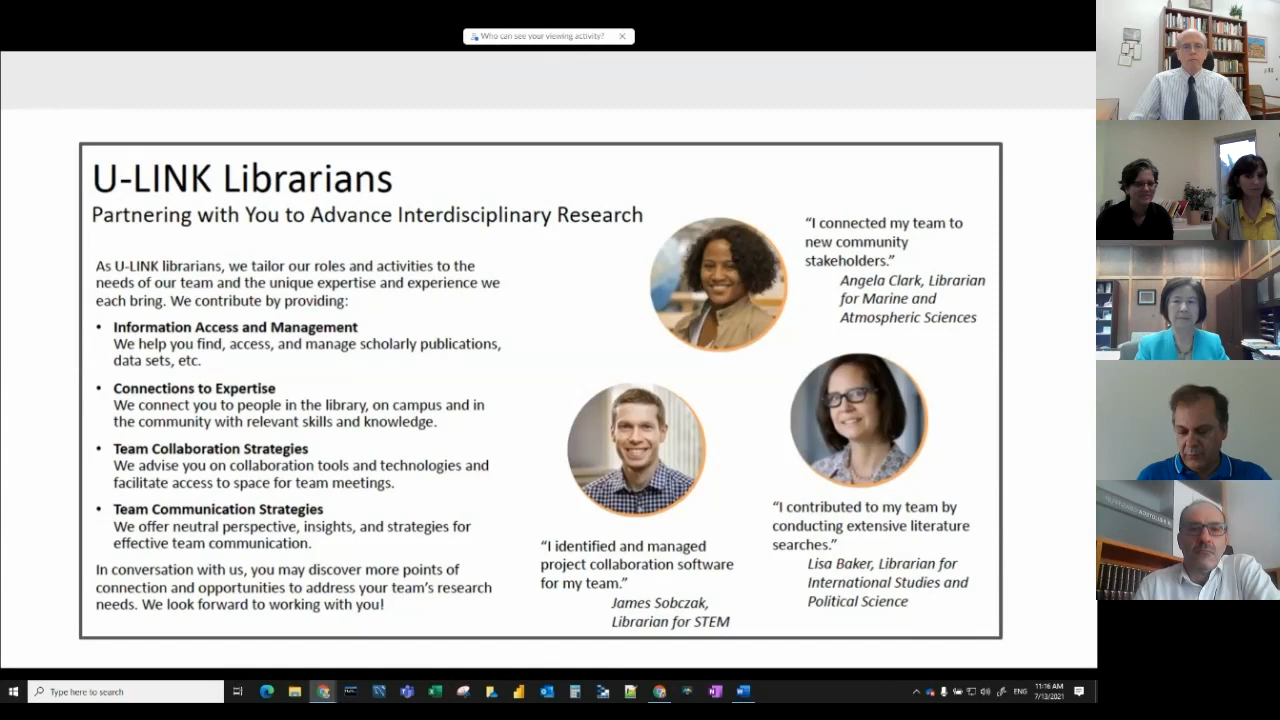 Who can see your viewing activity?
U-LINK Librarians
Partnering with You to Advance Interdisciplinary Research
As U-LINK librarians, we tailor our roles and activities to the
needs of our team and the unique expertise and experience we
each bring. We contribute by providing:
• Information Access and Management
We help you find, access, and manage scholarly publications,
data sets, etc.
• Connections to Expertise
We connect you to people in the library, on campus and in
the community with relevant skills and knowledge.
• Team Collaboration Strategies
We advise you on collaboration tools and technologies and
facilitate access to space for team meetings.
• Team Communication Strategies
We offer neutral perspective, insights, and strategies for
effective team communication.
In conversation with us, you may discover more points of
connection and opportunities to address your team's research
needs. We look forward to working with you!
“I connected my team to
new community
stakeholders.”
Angela Clark, Librarian
for Marine and
Atmospheric Sciences
“I identified and managed
project collaboration software
for my team.”
James Sobczak,
Librarian for STEM
“I contributed to my team by
conducting extensive literature
searches.”
Lisa Baker, Librarian for
International Studies and
Political Science
Type here to search
ENG
11:16 AM
7/13/2021